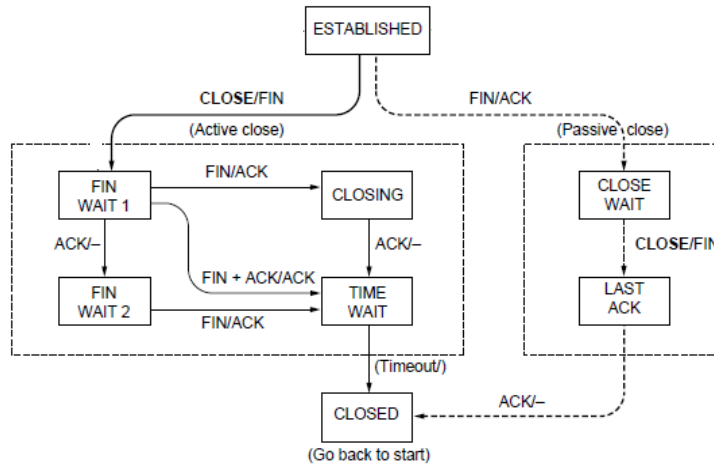 ESTABLISHED
CLOSE/FIN
FIN/ACK
(Active close)
(Passive close)
FIN
WAIT 1
FIN/ACK
CLOSING
CLOSE
WAIT
ACK/–
ACK/–
CLOSE/FIN
FIN + ACK/ACK
FIN
WAIT 2
FIN/ACK
TIME
WAIT
LAST
ACK
(Timeout/)
CLOSED
ACK/–
(Go back to start)